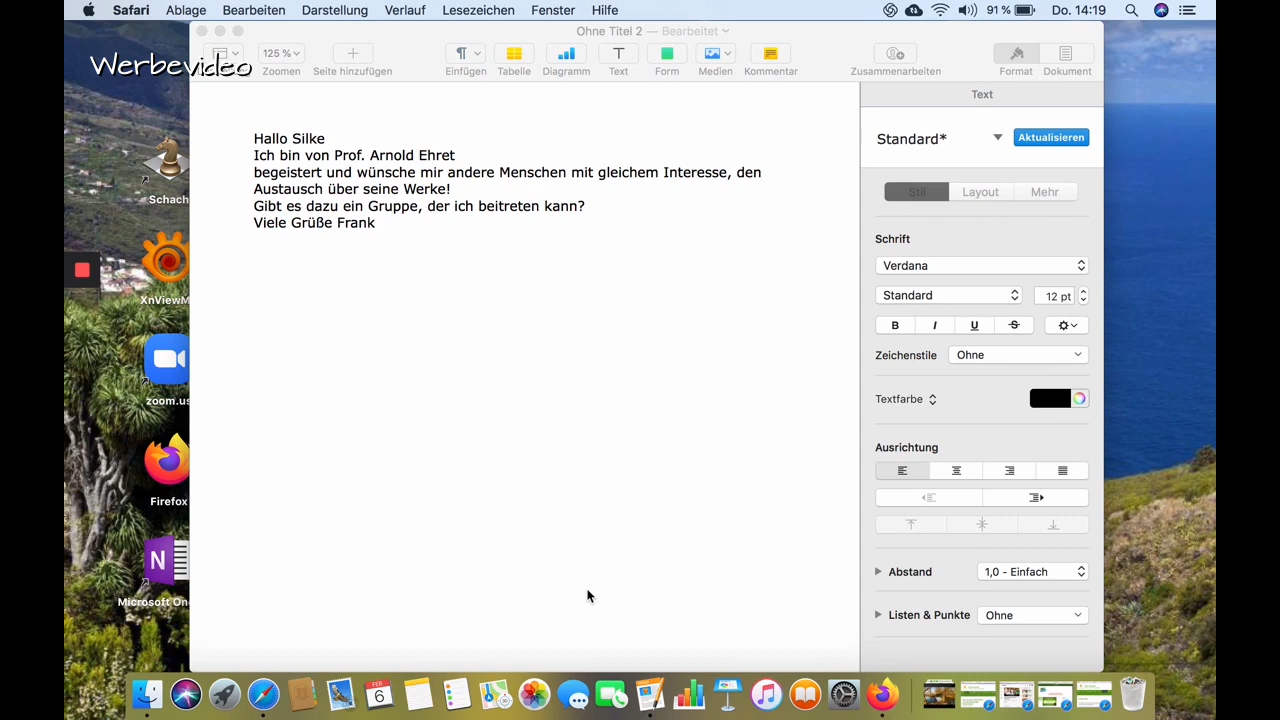 Safari Ablage Bearbeiten Darstellung Verlauf Lesezeichen Fenster Hilfe 91 % Do. 14:19
Ohne Titel 2 — Bearbeitet
Werbevideo
125 %
Zoomen Seite hinzufügen Einfügen Tabelle Diagramm Text Form Medien Kommentar Zusammenarbeiten Format Dokument
Text
Hallo Silke
Ich bin von Prof. Arnold Ehret
begeistert und wünsche mir andere Menschen mit gleichem Interesse, den
Austausch über seine Werke!
Gibt es dazu ein Gruppe, der ich beitreten kann?
Viele Grüße Frank
Standard* Aktualisieren
Stil Layout Mehr
Schrift
Verdana
Standard 12 pt
B I U S
Zeichenstile Ohne
Textfarbe
Ausrichtung
Abstand 1,0 - Einfach
Listen & Punkte Ohne
Schach
XnViewM
zoom.us
Firefox
N
Microsoft On
FEB
6